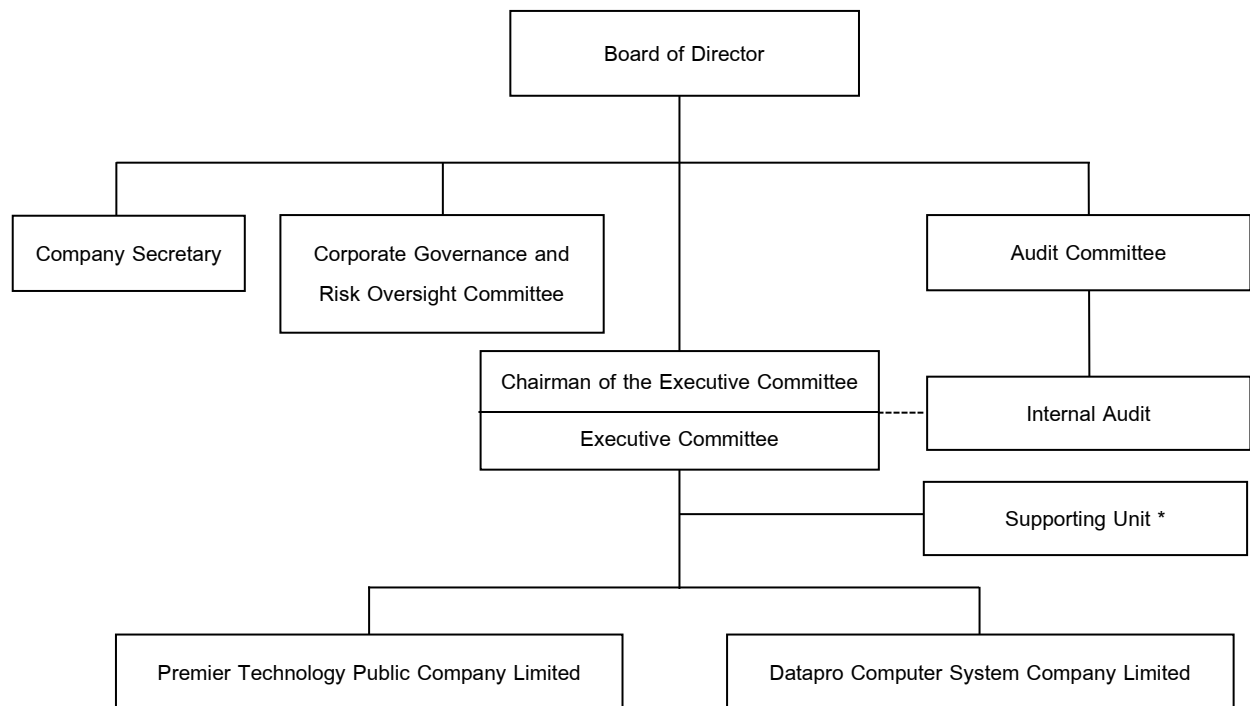 Board of Director
Company Secretary
Corporate Governance and
Risk Oversight Committee
Audit Committee
Chairman of the Executive Committee
Executive Committee
Internal Audit
Supporting Unit *
Premier Technology Public Company Limited
Datapro Computer System Company Limited